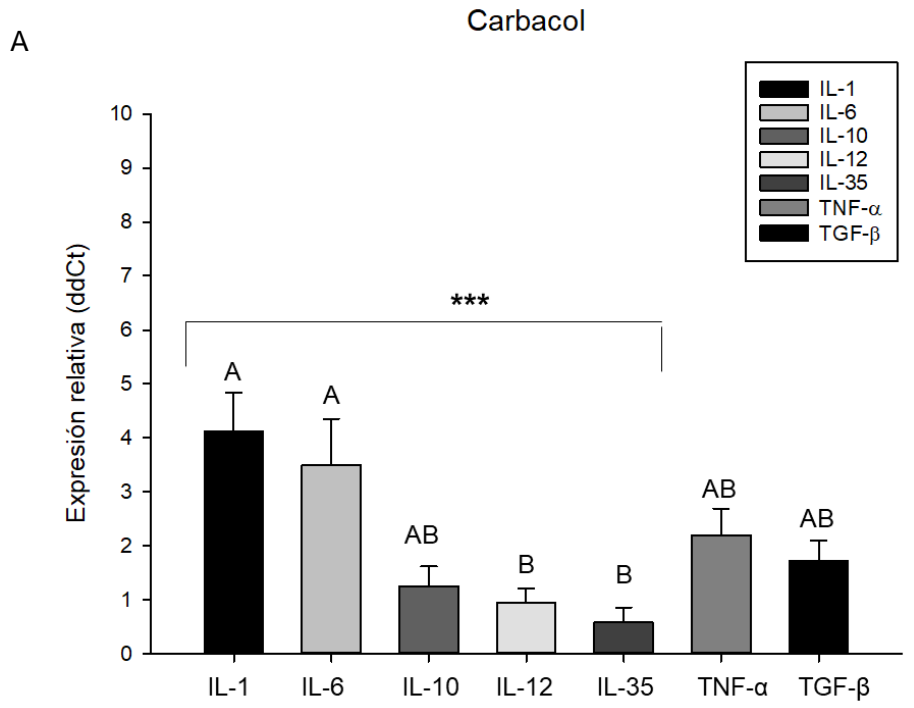 Carbacol
A
IL-1
IL-6
IL-10
IL-12
IL-35
TNF-α
TGF-β
Expresión relativa (ddCt)
10
9
8
7
6
5
4
3
2
1
0
***
A
A
AB
B
B
AB
AB
IL-1
IL-6
IL-10
IL-12
IL-35
TNF-α
TGF-β